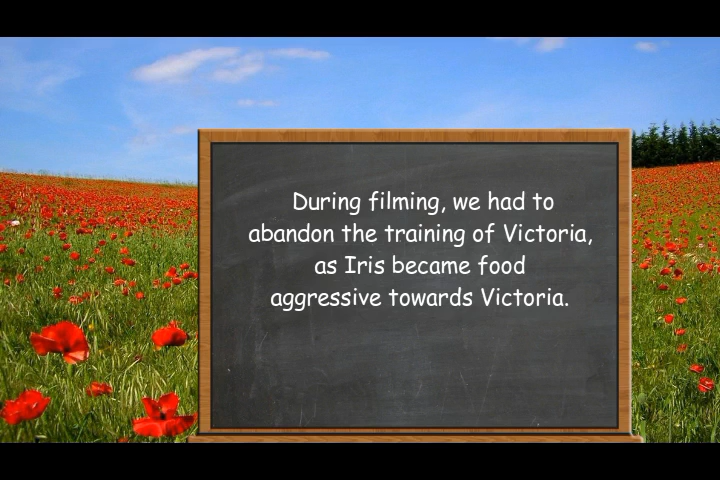 During filming, we had to
abandon the training of Victoria,
as Iris became food
aggressive towards Victoria.